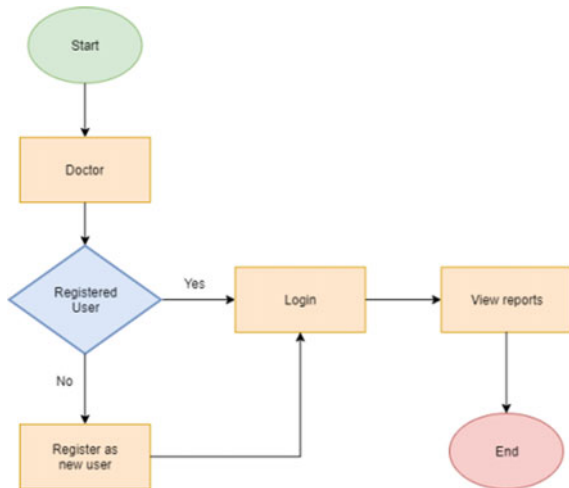 Start
Doctor
Registered
User
Yes
Login
View reports
No
Register as
new user
End